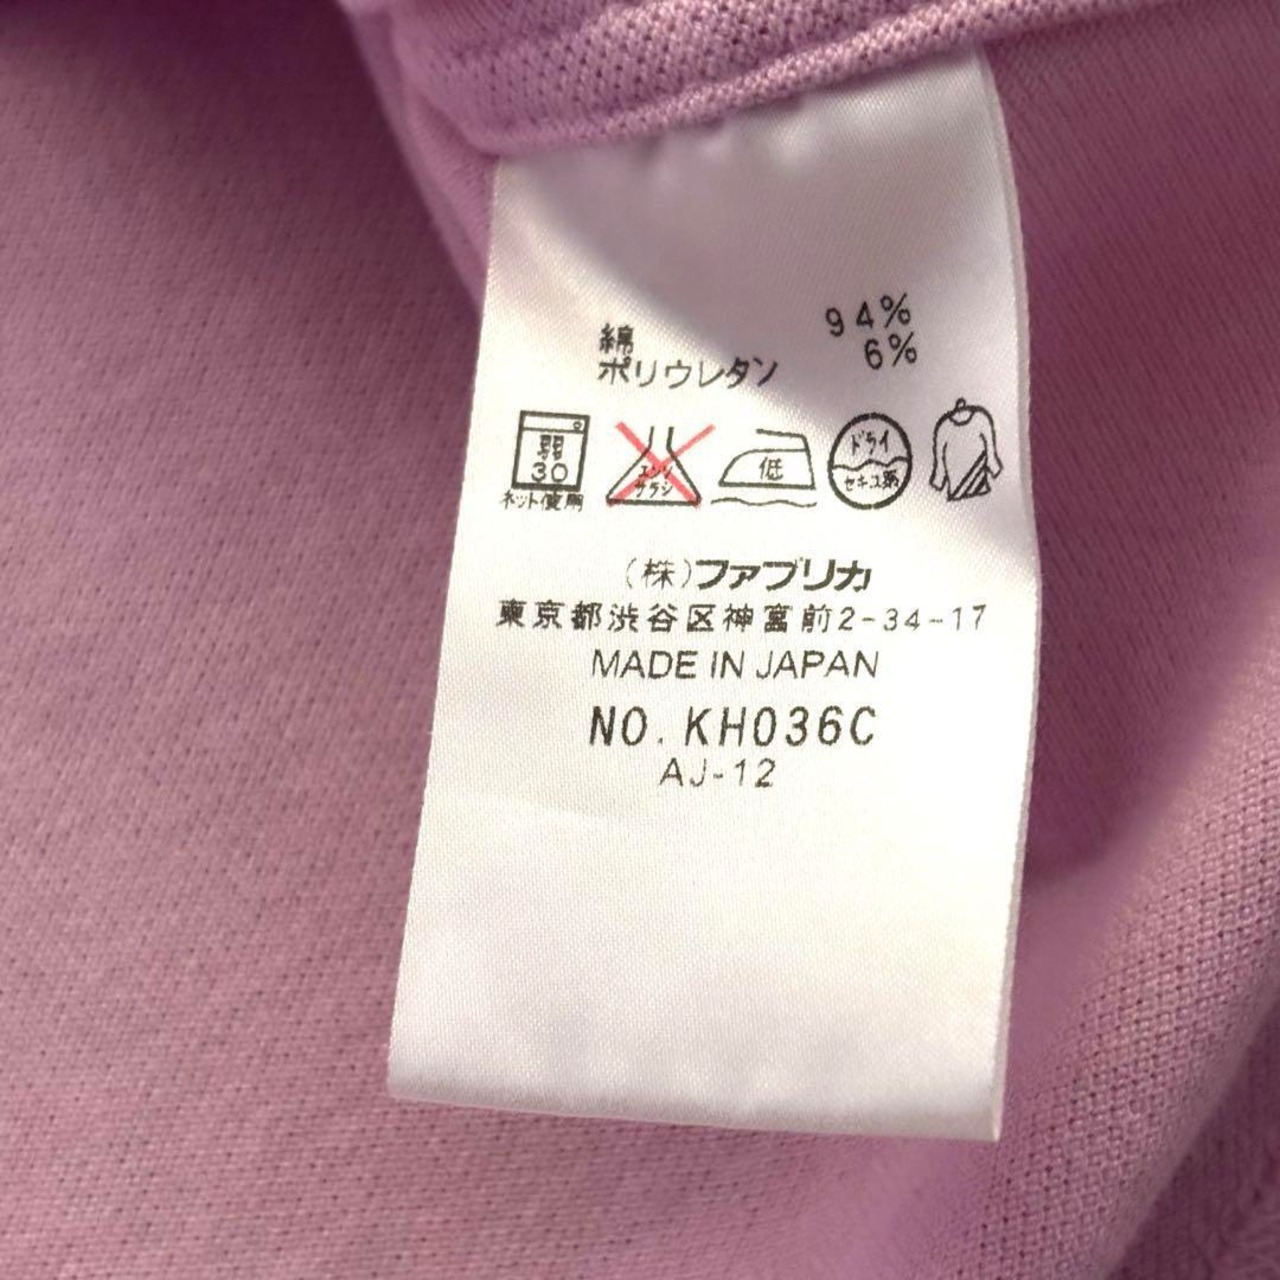 綿 94%
ポリウレタン 6%
弱
30
ネット使用
エンソ
サラシ
低
ドライ
セキユ系
(株)ファブリカ
東京都渋谷区神宮前2-34-17
MADE IN JAPAN
NO. KH036C
AJ-12